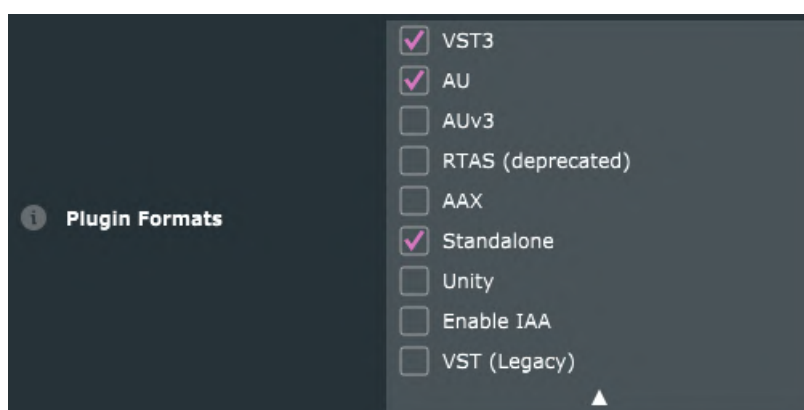 VST3
AU
AUv3
RTAS (deprecated)
AAX
Plugin Formats
Standalone
Unity
Enable IAA
VST (Legacy)